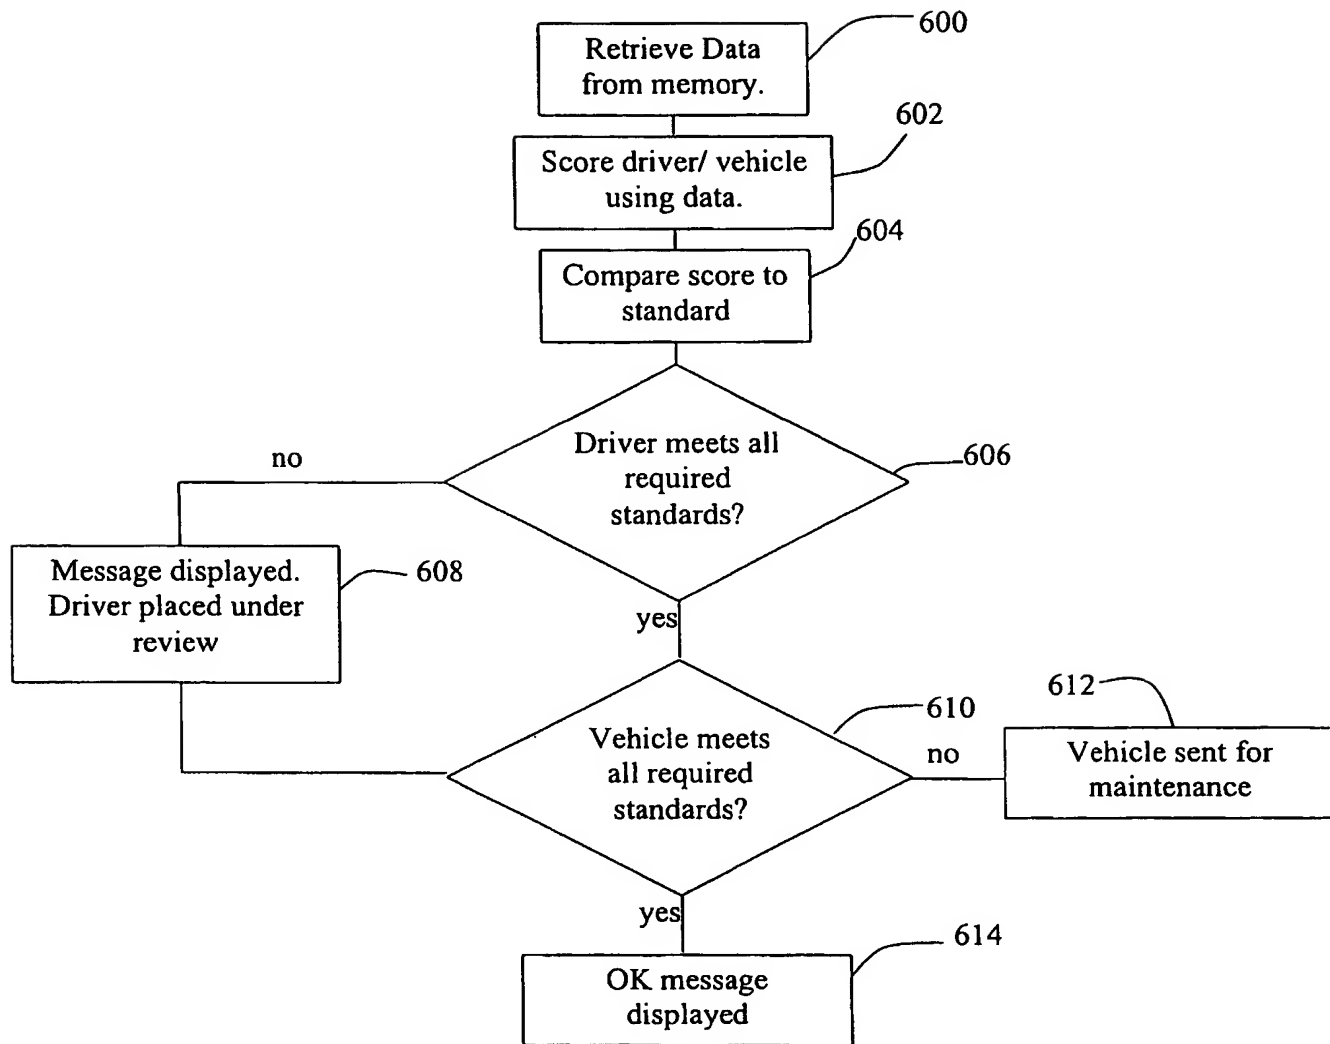 600
Retrieve Data
from memory.
602
Score driver/ vehicle
using data.
604
Compare score to
standard
Driver meets all
required
standards?
606
no
Message displayed.
Driver placed under
review
608
yes
612
610
Vehicle meets
all required
standards?
no
Vehicle sent for
maintenance
yes
614
OK message
displayed